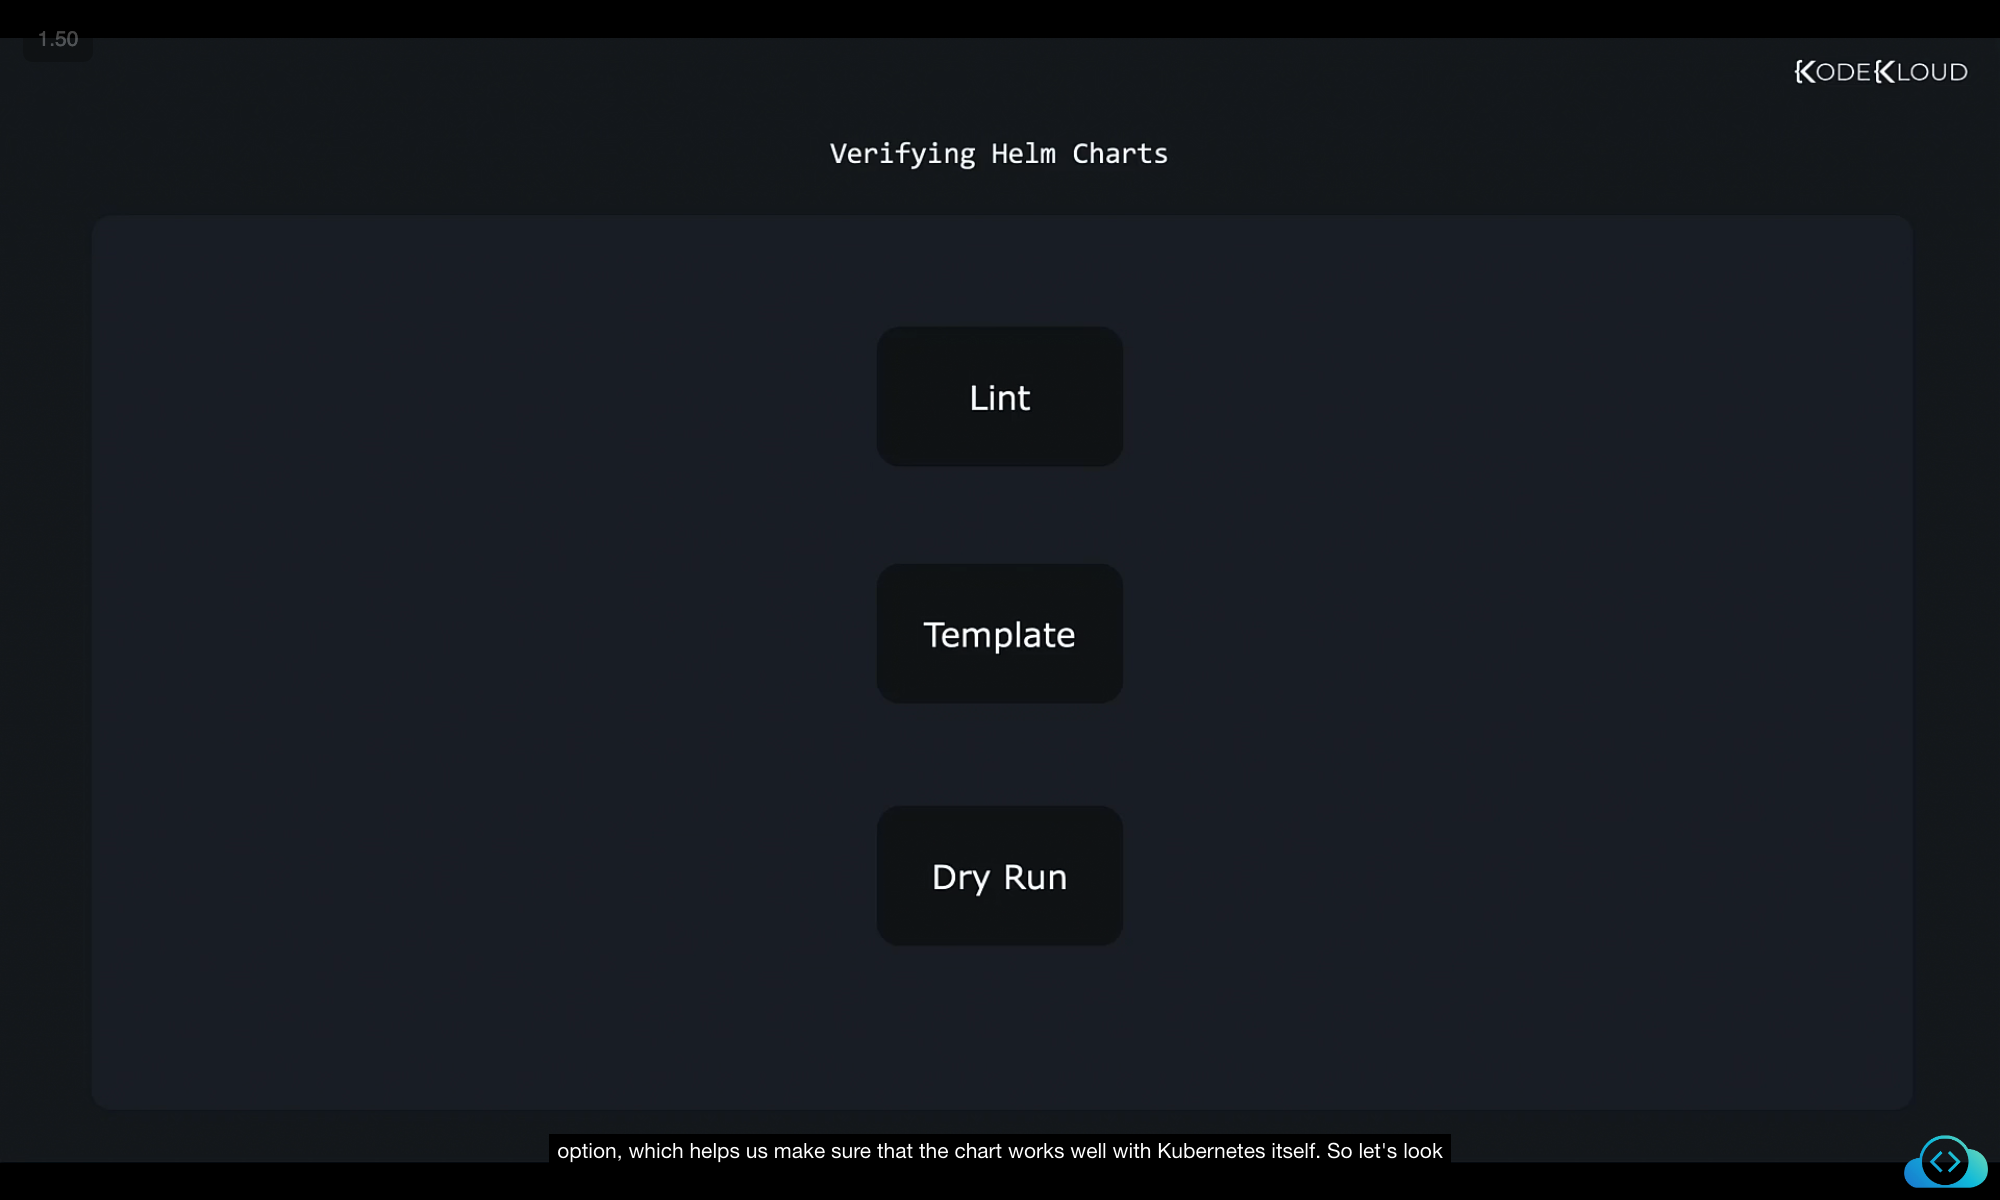 1.50
KODEKLOUD
Verifying Helm Charts
Lint
Template
Dry Run
option, which helps us make sure that the chart works well with Kubernetes itself. So let's look